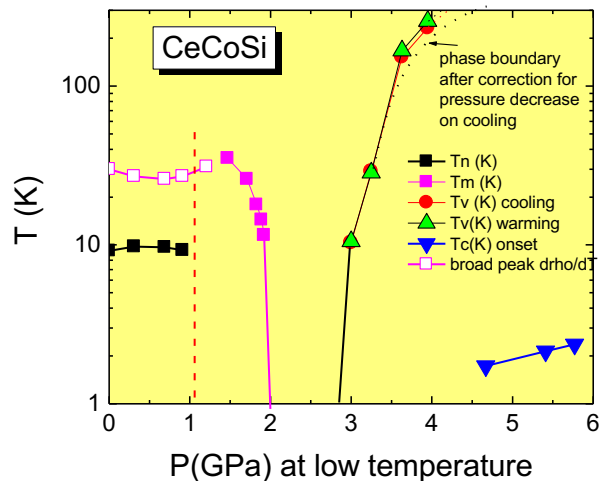 CeCoSi
phase boundary
after correction for
pressure decrease
on cooling
Tn (K)
Tm (K)
Tv (K) cooling
Tv(K) warming
Tc(K) onset
broad peak drho/dT
T (K)
100
10
1
0 1 2 3 4 5 6
P(GPa) at low temperature